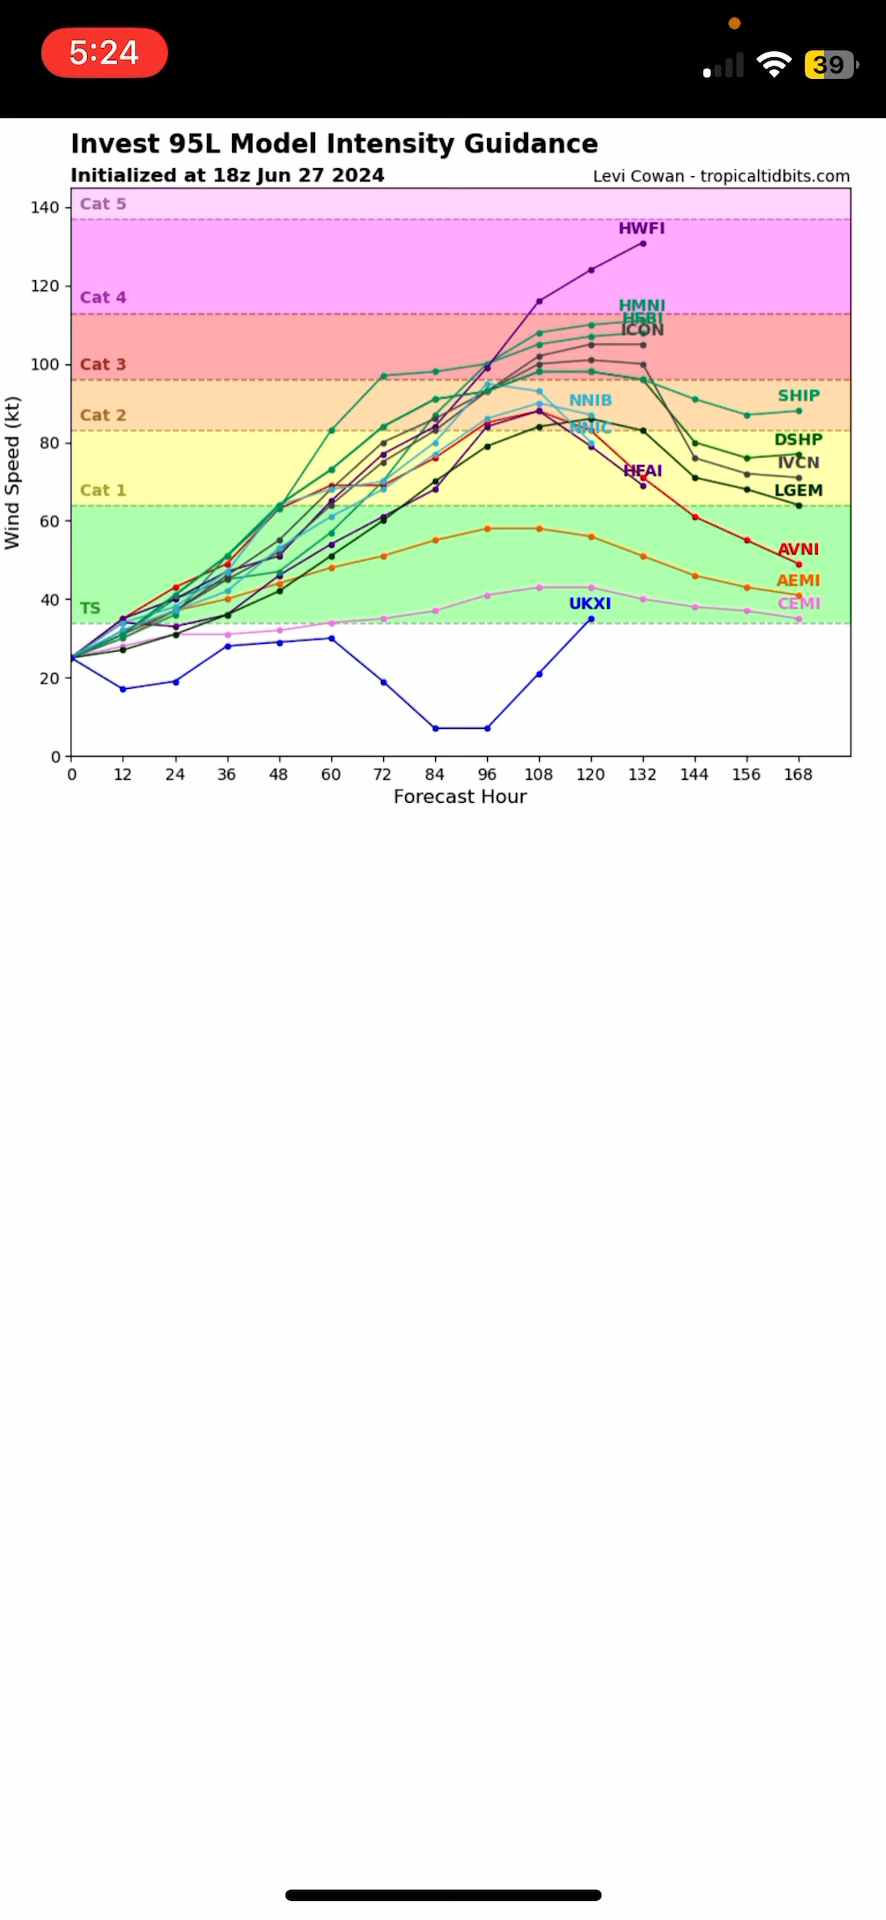 5:24
39
Invest 95L Model Intensity Guidance
Initialized at 18z Jun 27 2024
Levi Cowan - tropicaltidbits.com
140
Cat 5
HWFI
120
Cat 4
HMNI
HFBI
ICON
100
Cat 3
SHIP
NNIB
Cat 2
NNIC
DSHP
80
HFAI
IVCN
Cat 1
LGEM
Wind Speed (kt)
60
AVNI
AEMI
40
TS
UKXI
CEMI
20
0
0 12 24 36 48 60 72 84 96 108 120 132 144 156 168
Forecast Hour